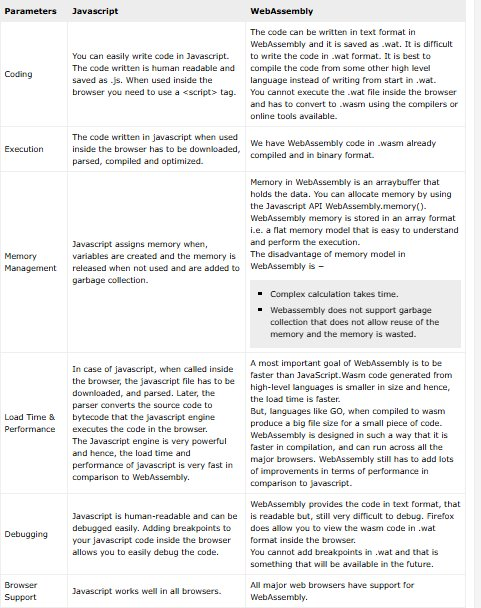 Parameters
Javascript
WebAssembly
Coding
You can easily write code in Javascript.
The code written is human readable and
saved as .js. When used inside the
browser you need to use a <script> tag.
The code can be written in text format in
WebAssembly and it is saved as .wat. It is difficult
to write the code in .wat format. It is best to
compile the code from some other high level
language instead of writing from start in .wat.
You cannot execute the .wat file inside the browser
and has to convert to .wasm using the compilers or
online tools available.
Execution
The code written in javascript when used
inside the browser has to be downloaded,
parsed, compiled and optimized.
We have WebAssembly code in .wasm already
compiled and in binary format.
Memory
Management
Javascript assigns memory when,
variables are created and the memory is
released when not used and are added to
garbage collection.
Memory in WebAssembly is an arraybuffer that
holds the data. You can allocate memory by using
the Javascript API WebAssembly.memory().
WebAssembly memory is stored in an array format
i.e. a flat memory model that is easy to understand
and perform the execution.
The disadvantage of memory model in
WebAssembly is −
▪ Complex calculation takes time.
▪ Webassembly does not support garbage
collection that does not allow reuse of the
memory and the memory is wasted.
Load Time &
Performance
In case of javascript, when called inside
the browser, the javascript file has to be
downloaded, and parsed. Later, the
parser converts the source code to
bytecode that the javascript engine
executes the code in the browser.
The Javascript engine is very powerful
and hence, the load time and
performance of javascript is very fast in
comparison to WebAssembly.
A most important goal of WebAssembly is to be
faster than JavaScript.Wasm code generated from
high-level languages is smaller in size and hence,
the load time is faster.
But, languages like GO, when compiled to wasm
produce a big file size for a small piece of code.
WebAssembly is designed in such a way that it is
faster in compilation, and can run across all the
major browsers. WebAssembly still has to add lots
of improvements in terms of performance in
comparison to javascript.
Debugging
Javascript is human-readable and can be
debugged easily. Adding breakpoints to
your javascript code inside the browser
allows you to easily debug the code.
WebAssembly provides the code in text format, that
is readable but, still very difficult to debug. Firefox
does allow you to view the wasm code in .wat
format inside the browser.
You cannot add breakpoints in .wat and that is
something that will be available in the future.
Browser
Support
Javascript works well in all browsers.
All major web browsers have support for
WebAssembly.